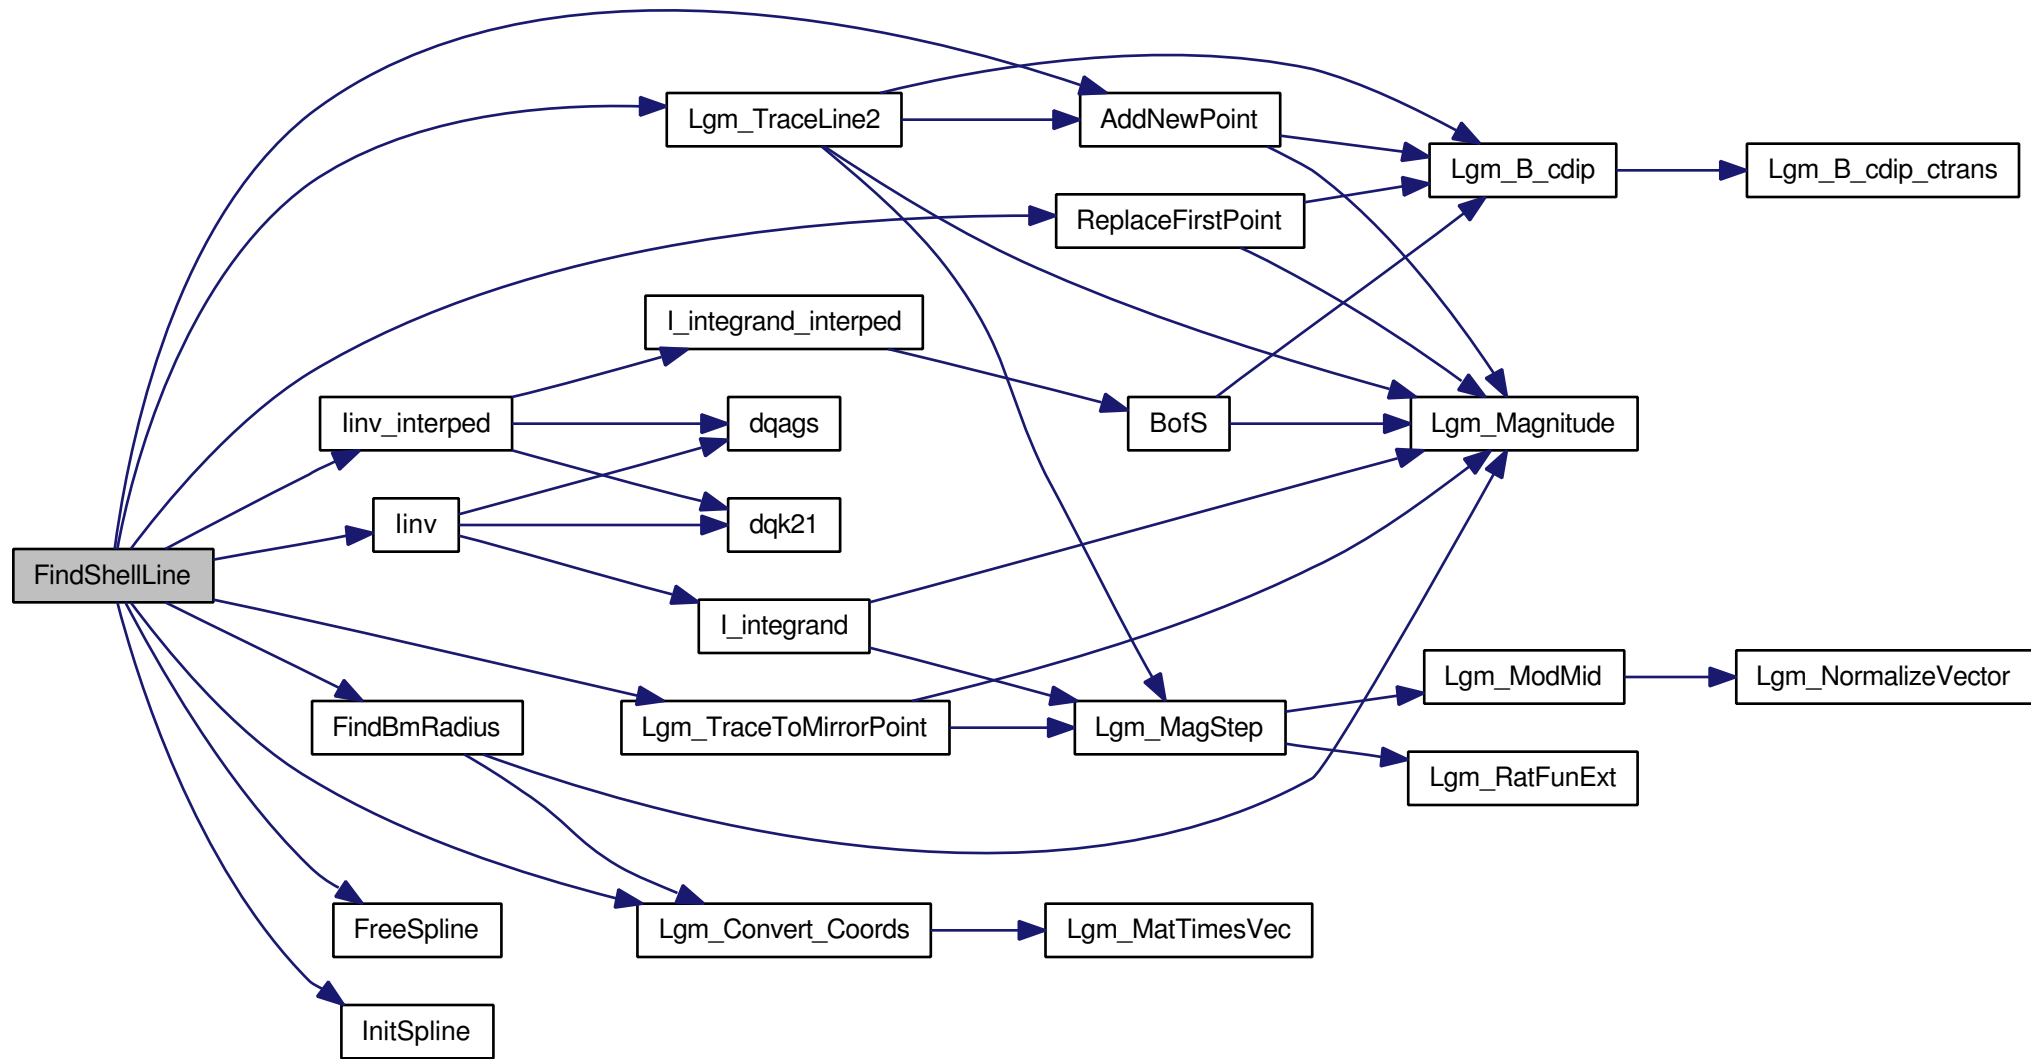 Lgm_TraceLine2
AddNewPoint
Lgm_B_cdip
Lgm_B_cdip_ctrans
ReplaceFirstPoint
I_integrand_interped
Iinv_interped
dqags
BofS
Lgm_Magnitude
Iinv
dqk21
FindShellLine
I_integrand
Lgm_ModMid
Lgm_NormalizeVector
FindBmRadius
Lgm_TraceToMirrorPoint
Lgm_MagStep
Lgm_RatFunExt
FreeSpline
Lgm_Convert_Coords
Lgm_MatTimesVec
InitSpline